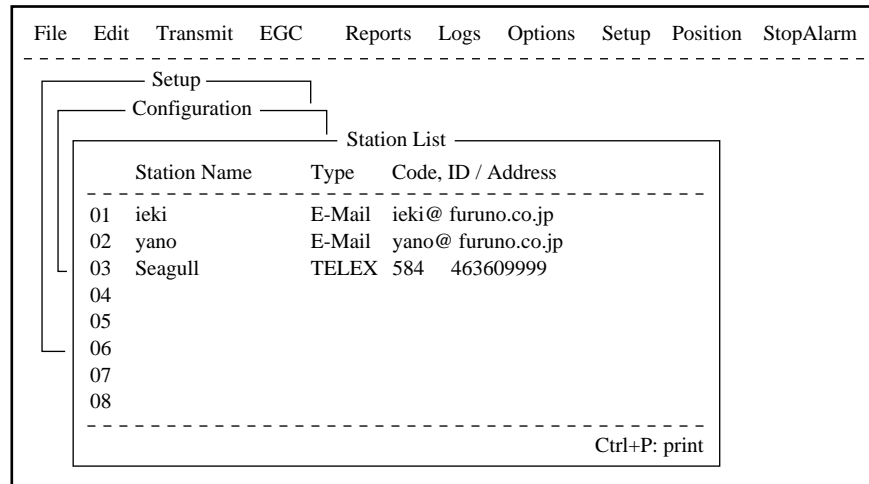 File Edit Transmit EGC Reports Logs Options Setup Position StopAlarm
Setup
Configuration
Station List
Station Name Type Code, ID / Address
01 ieki E-Mail ieki@ furuno.co.jp
02 yano E-Mail yano@ furuno.co.jp
03 Seagull TELEX 584 463609999
04
05
06
07
08
Ctrl+P: print